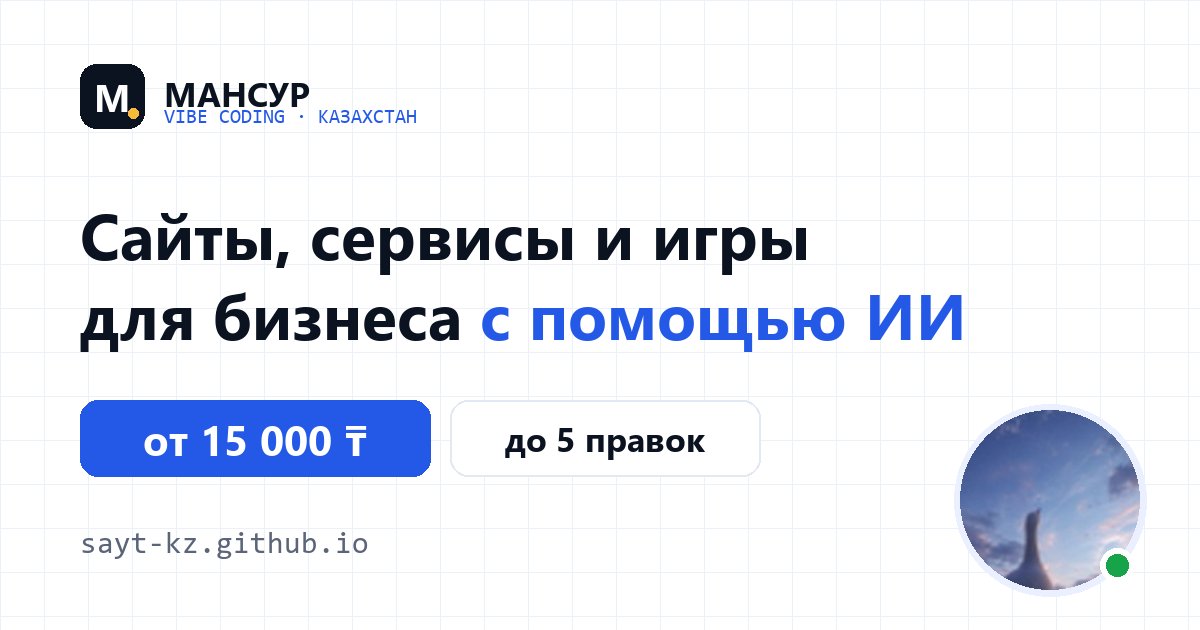 M
МАНСУР
VIBE CODING · КАЗАХСТАН
Сайты, сервисы и игры
для бизнеса с помощью ИИ
от 15 000 ₸
до 5 правок
sayt-kz.github.io